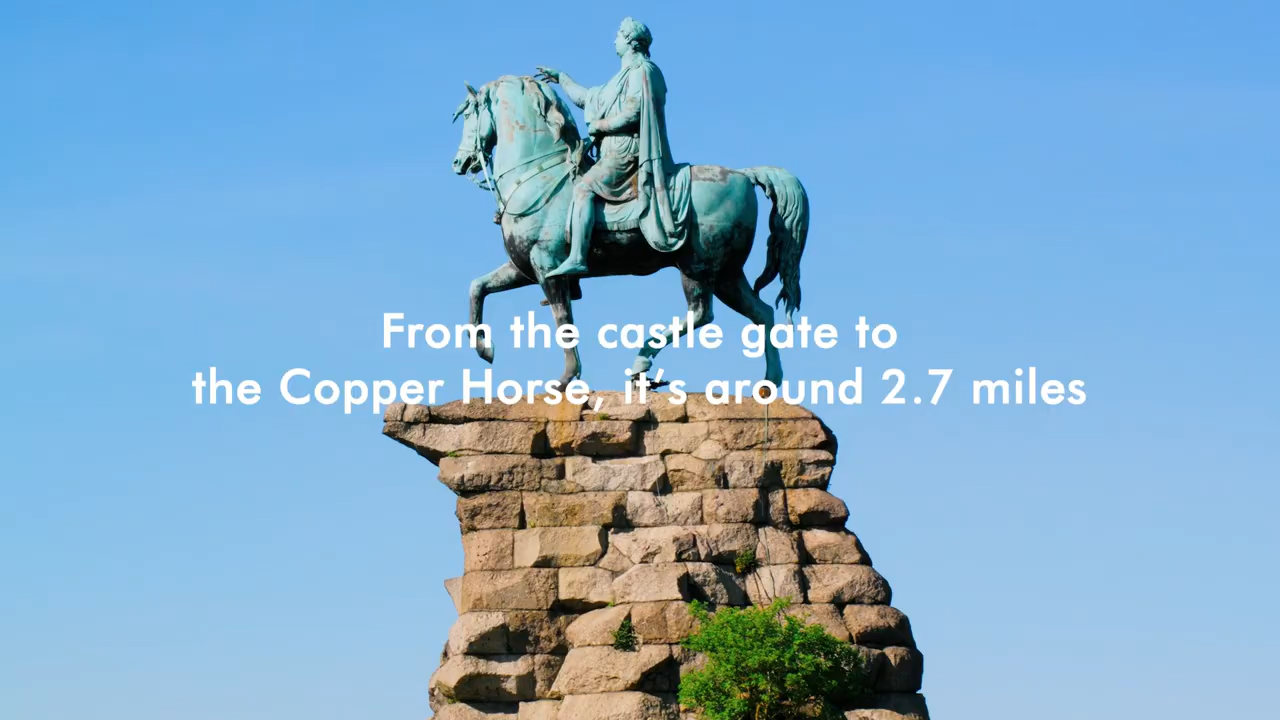 From the castle gate to
the Copper Horse, it's around 2.7 miles